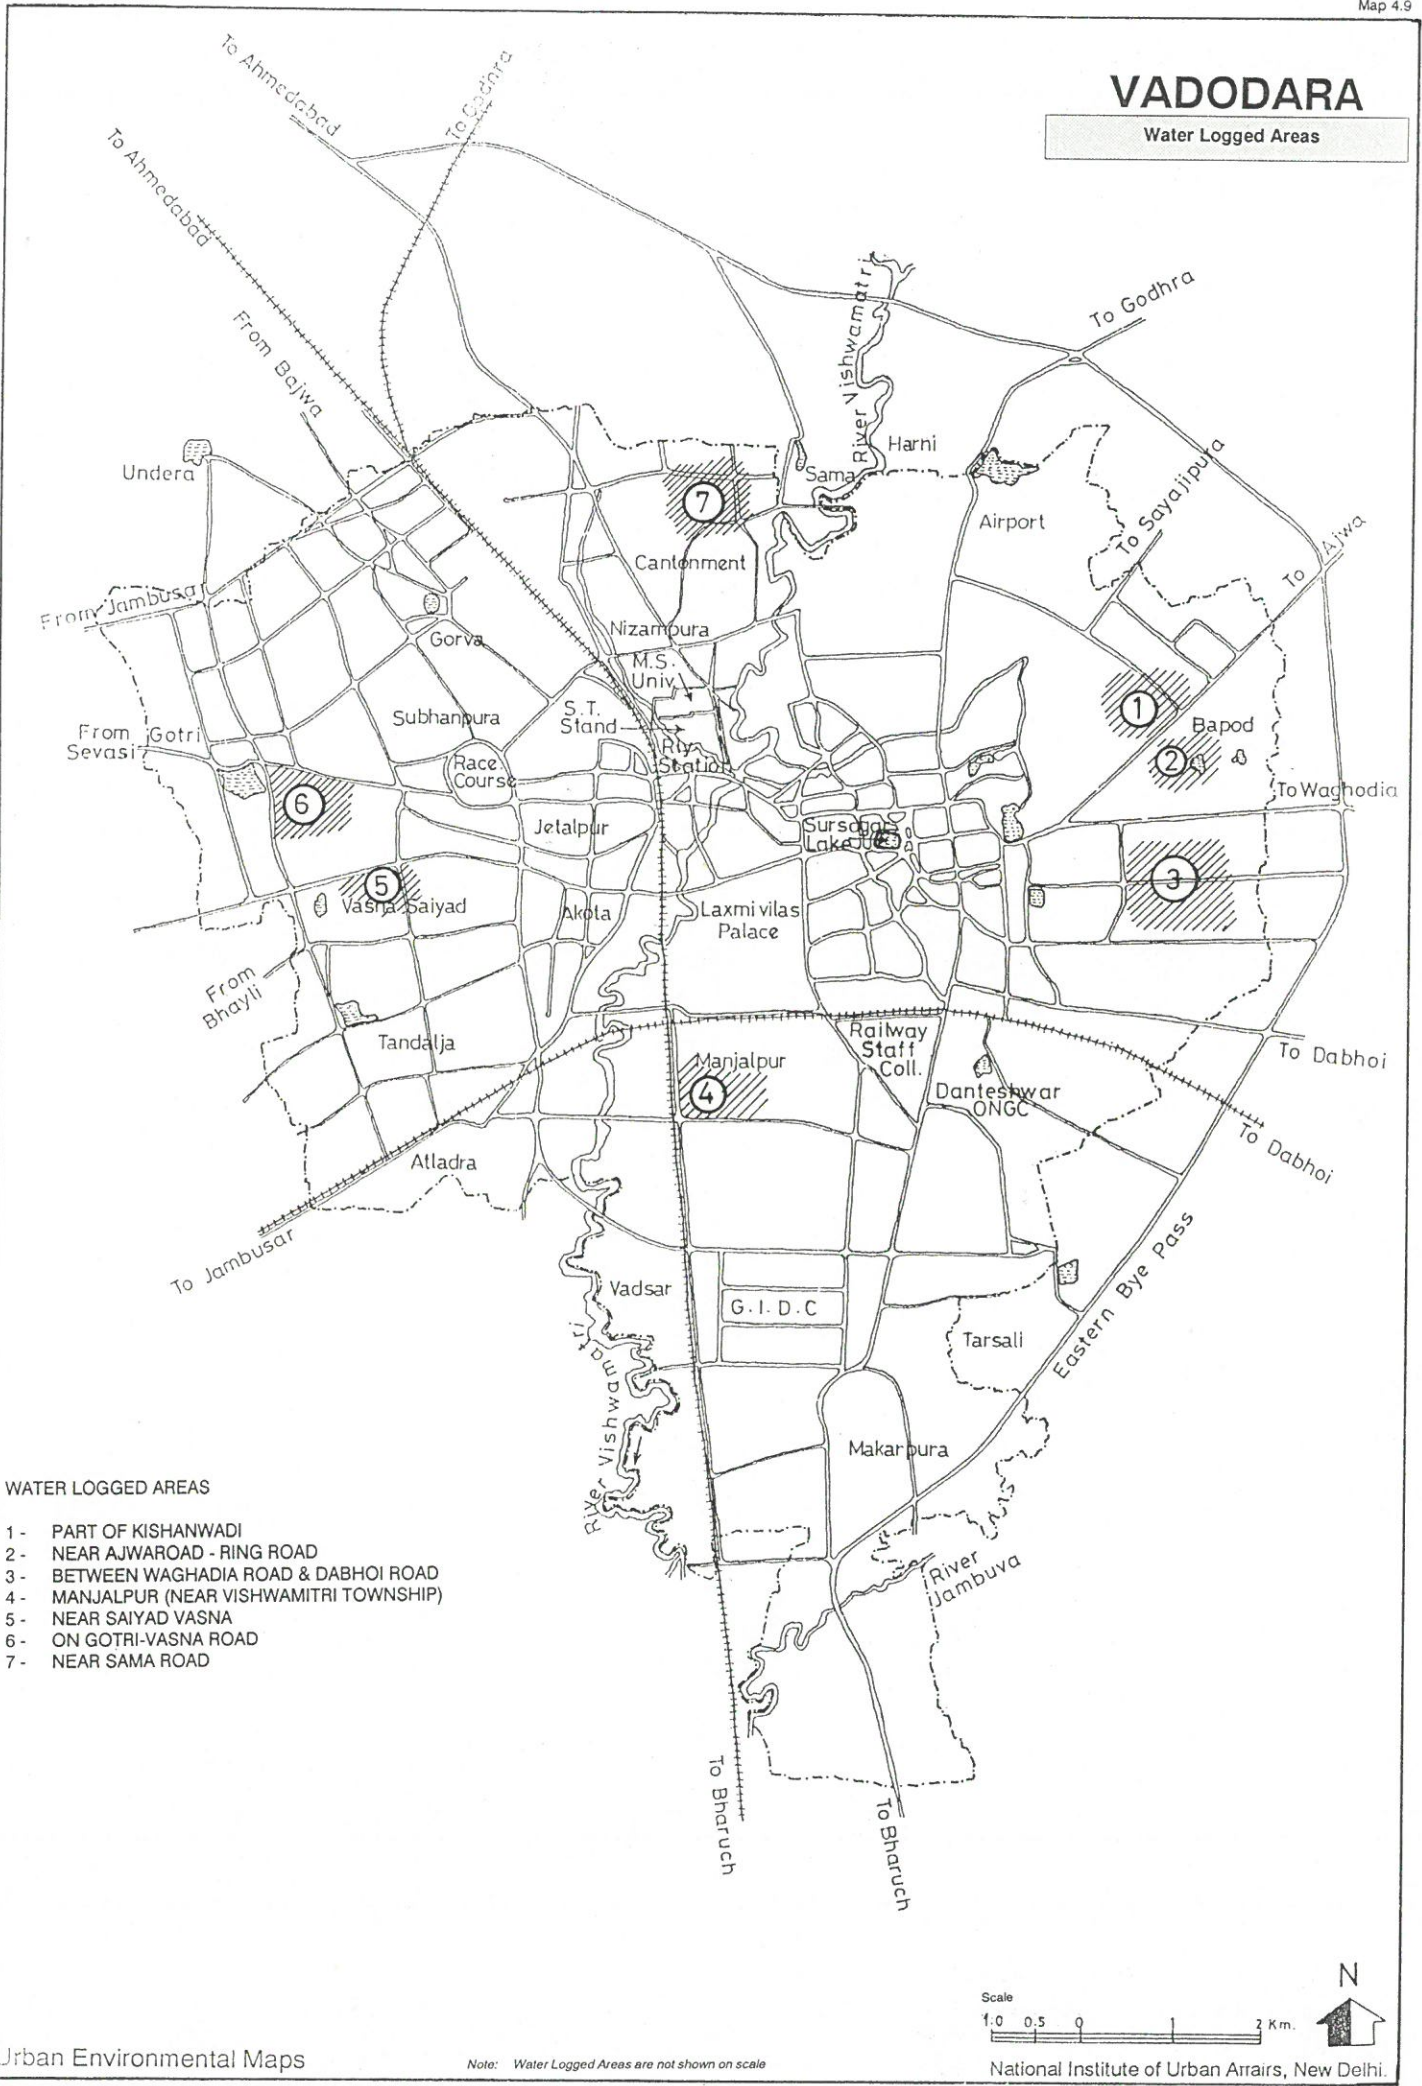 Map 4.9
VADODARA
Water Logged Areas
To Ahmedabad
To Godhra
To Ahmedabad
From Bajwa
River Vishwamatri
To Godhra
Harni
Undera
Sama
To Sayajipura
Airport
To Ajwa
7
Cantonment
From Jambusar
Gorva
Nizampura
M.S.
Univ.
S.T.
Stand
Subhanpura
1
Bapod
From
Sevasi
Gotri
Rly.
Station
Race
Course
2
To Waghodia
6
Jetalpur
Sursagar
Lake
3
5
Vasna Saiyad
Akota
Laxmi vilas
Palace
From
Bhayli
Tandalja
Railway
Staff
Coll.
To Dabhoi
Manjalpur
4
Danteshwar
ONGC
To Dabhoi
Atladra
To Jambusar
Eastern Bye Pass
Vadsar
G.I.D.C
Tarsali
River Vishwamatri
Makarpura
River
Jambuva
WATER LOGGED AREAS
1 - PART OF KISHANWADI
2 - NEAR AJWAROAD - RING ROAD
3 - BETWEEN WAGHADIA ROAD & DABHOI ROAD
4 - MANJALPUR (NEAR VISHWAMITRI TOWNSHIP)
5 - NEAR SAIYAD VASNA
6 - ON GOTRI-VASNA ROAD
7 - NEAR SAMA ROAD
To Bharuch
To Bharuch
N
Scale
1.0 0.5 0 1 2 Km.
Urban Environmental Maps
Note: Water Logged Areas are not shown on scale
National Institute of Urban Arrairs, New Delhi.